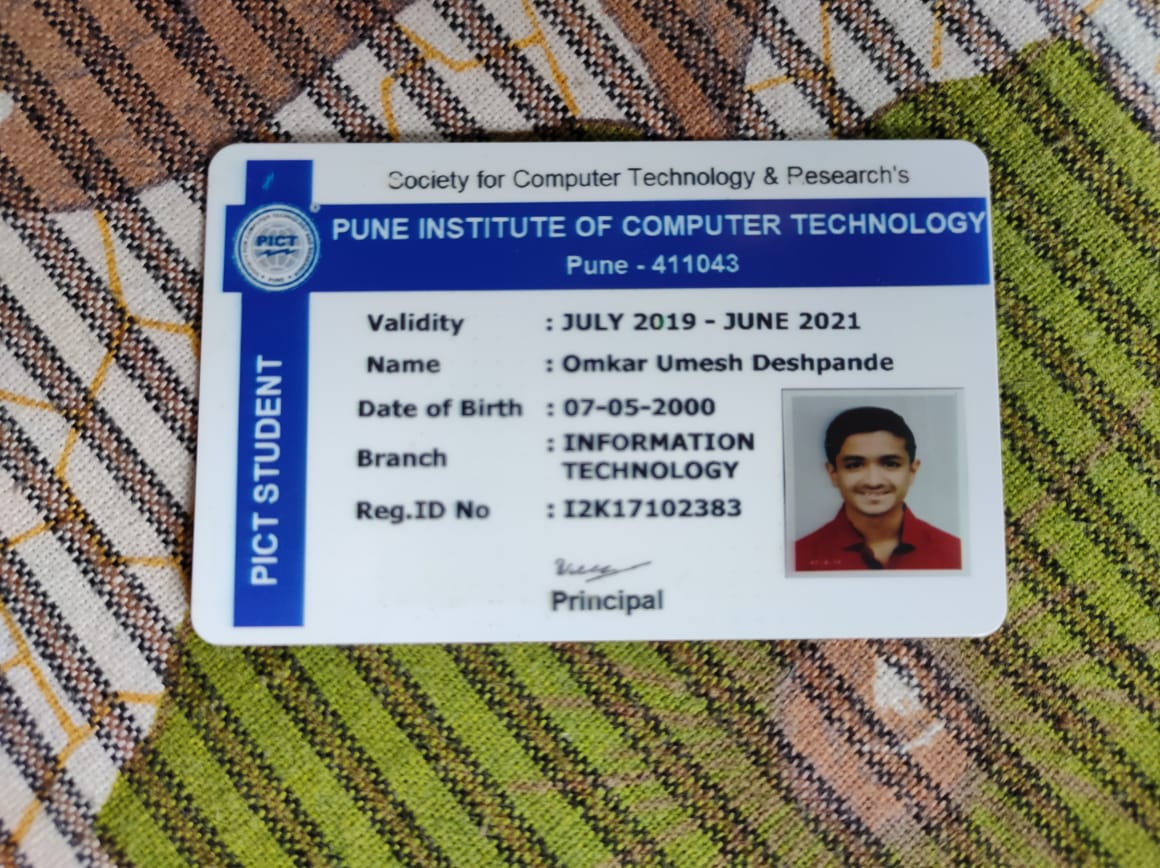 Society for Computer Technology & Research's
PUNE INSTITUTE OF COMPUTER TECHNOLOGY
Pune - 411043
PICT
PICT STUDENT
Validity : JULY 2019 - JUNE 2021
Name : Omkar Umesh Deshpande
Date of Birth : 07-05-2000
Branch : INFORMATION
TECHNOLOGY
Reg.ID No : I2K17102383
Principal